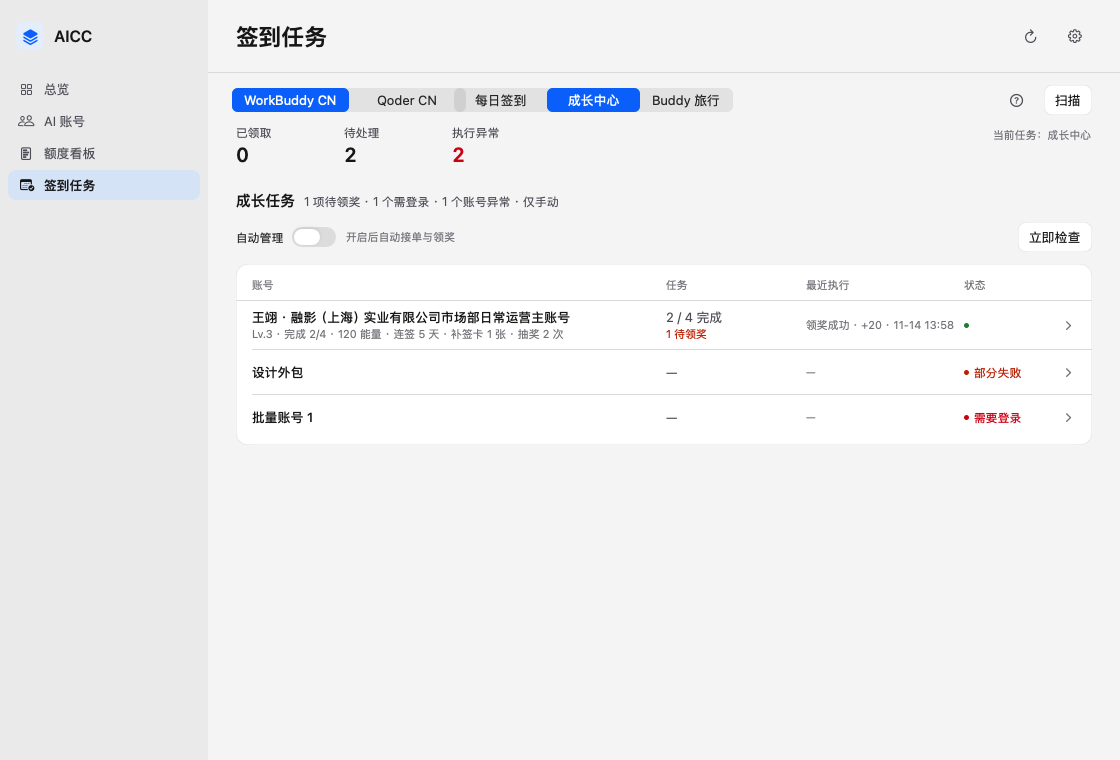 AICC
总览
AI 账号
额度看板
签到任务
签到任务
WorkBuddy CN
Qoder CN
每日签到
成长中心
Buddy 旅行
扫描
已领取
待处理
执行异常
当前任务：成长中心
0
2
2
成长任务 1 项待领奖 · 1 个需登录 · 1 个账号异常 · 仅手动
自动管理 开启后自动接单与领奖
立即检查
账号 任务 最近执行 状态
王翊 · 融影（上海）实业有限公司市场部日常运营主账号
Lv.3 · 完成 2/4 · 120 能量 · 连签 5 天 · 补签卡 1 张 · 抽奖 2 次
2 / 4 完成
1 待领奖
领奖成功 · +20 · 11-14 13:58
设计外包 — — 部分失败
批量账号 1 — — 需要登录